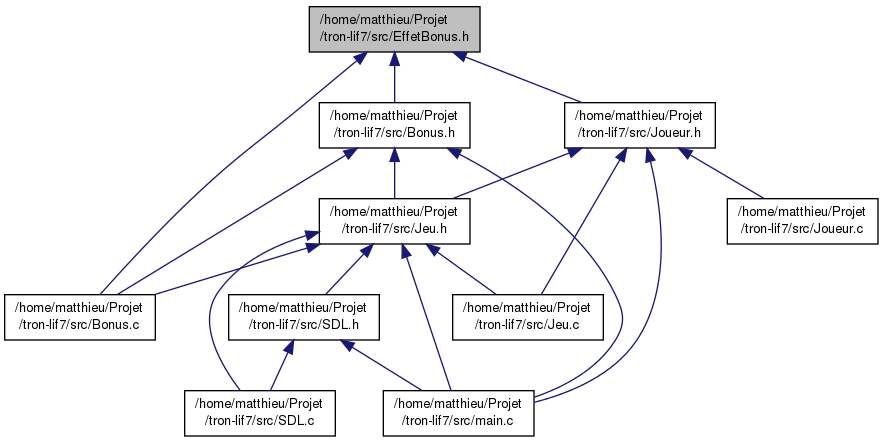 /home/matthieu/Projet
/tron-lif7/src/EffetBonus.h
/home/matthieu/Projet
/tron-lif7/src/Bonus.h
/home/matthieu/Projet
/tron-lif7/src/Joueur.h
/home/matthieu/Projet
/tron-lif7/src/Jeu.h
/home/matthieu/Projet
/tron-lif7/src/Joueur.c
/home/matthieu/Projet
/tron-lif7/src/Bonus.c
/home/matthieu/Projet
/tron-lif7/src/SDL.h
/home/matthieu/Projet
/tron-lif7/src/Jeu.c
/home/matthieu/Projet
/tron-lif7/src/SDL.c
/home/matthieu/Projet
/tron-lif7/src/main.c